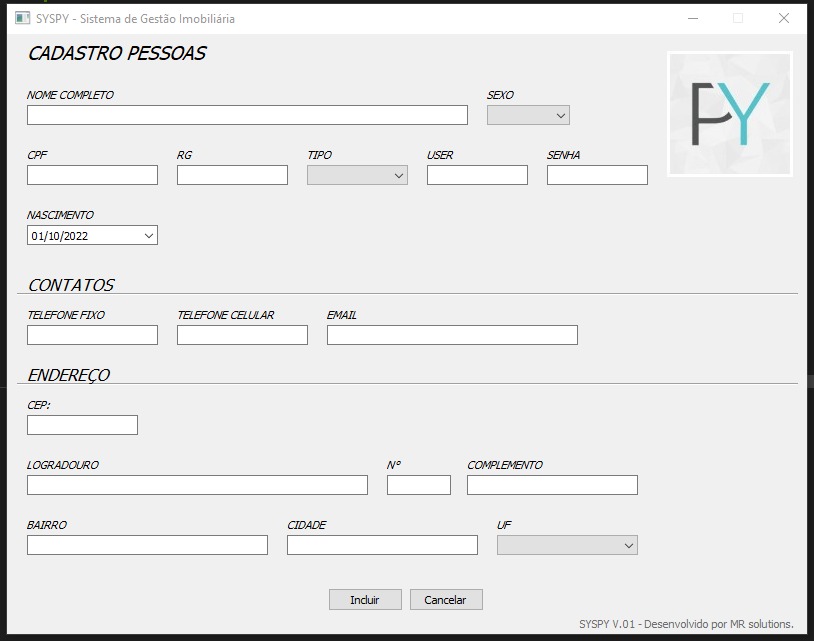 SYSPY - Sistema de Gestão Imobiliária
CADASTRO PESSOAS
PY
NOME COMPLETO
SEXO
CPF
RG
TIPO
USER
SENHA
NASCIMENTO
01/10/2022
CONTATOS
TELEFONE FIXO
TELEFONE CELULAR
EMAIL
ENDEREÇO
CEP:
LOGRADOURO
Nº
COMPLEMENTO
BAIRRO
CIDADE
UF
Incluir
Cancelar
SYSPY V.01 - Desenvolvido por MR solutions.